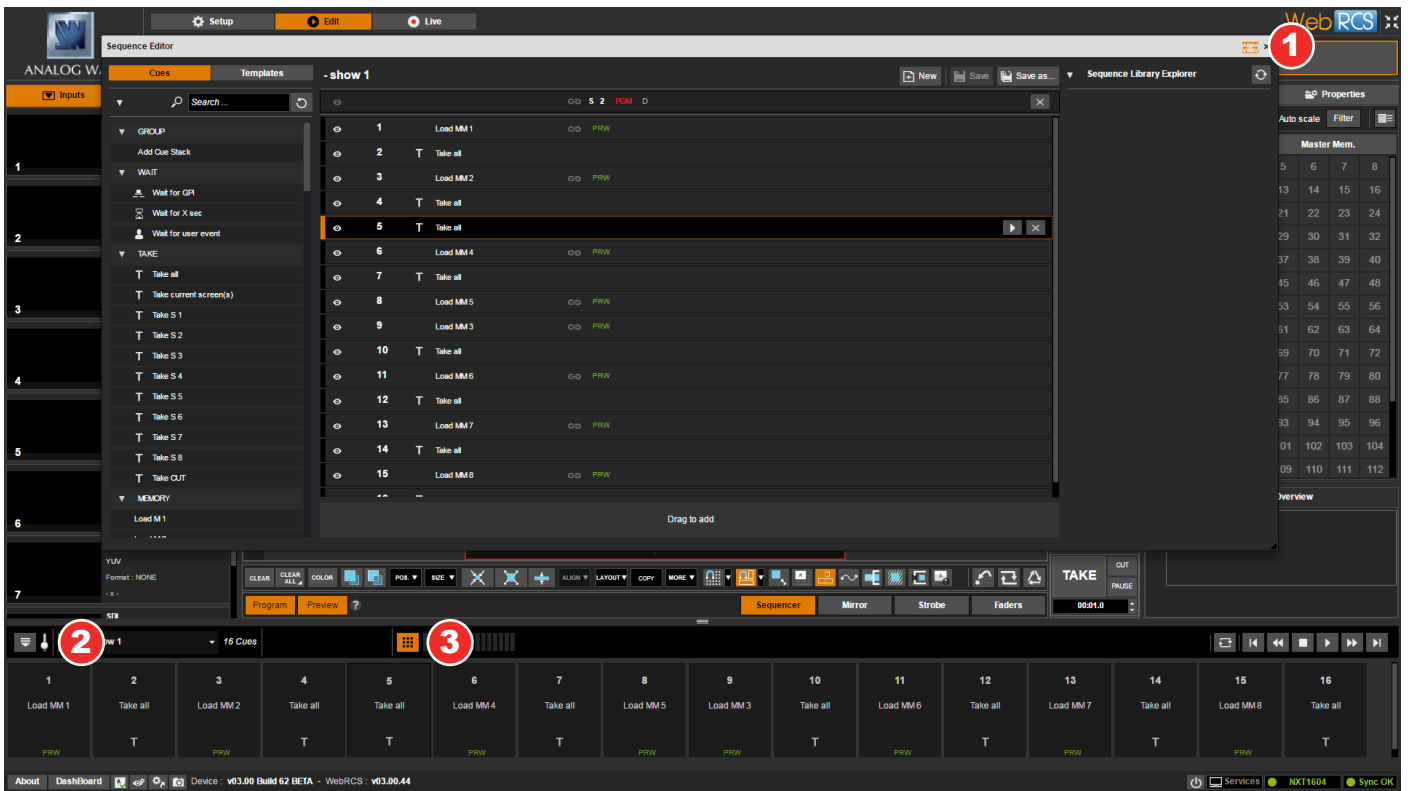 Setup Edit Live
WebRCS
Sequence Editor
1
ANALOG W
Cues Templates
- show 1
New Save Save as...
Sequence Library Explorer
Inputs
Search ...
S 2 PGM D
Properties
GROUP
Add Cue Stack
WAIT
Wait for GPI
Wait for X sec
Wait for user event
TAKE
T Take all
T Take current screen(s)
T Take S 1
T Take S 2
T Take S 3
T Take S 4
T Take S 5
T Take S 6
T Take S 7
T Take S 8
T Take CUT
MEMORY
Load M 1
1 Load MM 1 PRW
2 T Take all
3 Load MM 2 PRW
4 T Take all
5 T Take all
6 Load MM 4 PRW
7 T Take all
8 Load MM 5 PRW
9 Load MM 3 PRW
10 T Take all
11 Load MM 6 PRW
12 T Take all
13 Load MM 7 PRW
14 T Take all
15 Load MM 8 PRW
Drag to add
Auto scale Filter
Master Mem.
5 6 7 8
13 14 15 16
21 22 23 24
29 30 31 32
37 38 39 40
45 46 47 48
53 54 55 56
61 62 63 64
69 70 71 72
77 78 79 80
85 86 87 88
93 94 95 96
01 102 103 104
09 110 111 112
Overview
1
2
3
4
5
6
7
YUV
Format : NONE
- x -
SDI
CLEAR CLEAR ALL COLOR POS. SIZE ALIGN LAYOUT COPY MORE
TAKE CUT
PAUSE
00:01.0
Program Preview ? Sequencer Mirror Strobe Faders
2 ow 1 16 Cues 3
1 2 3 4 5 6 7 8 9 10 11 12 13 14 15 16
Load MM 1 Take all Load MM 2 Take all Take all Load MM 4 Take all Load MM 5 Load MM 3 Take all Load MM 6 Take all Load MM 7 Take all Load MM 8 Take all
T T T T T T T T
PRW PRW PRW PRW PRW PRW PRW PRW
About DashBoard Device : v03.00 Build 62 BETA - WebRCS : v03.00.44 Services NXT1604 Sync OK